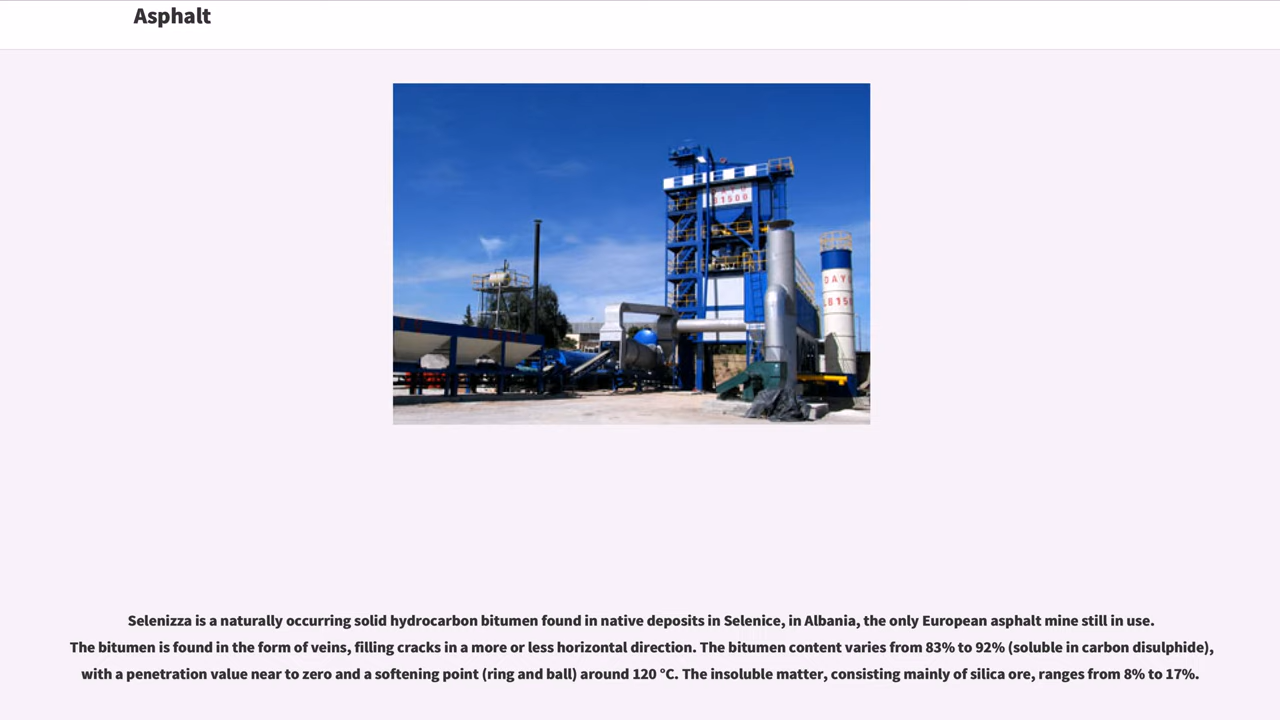 Asphalt
DAYU
LB1500
DAYU
LB150
Selenizza is a naturally occurring solid hydrocarbon bitumen found in native deposits in Selenice, in Albania, the only European asphalt mine still in use.
The bitumen is found in the form of veins, filling cracks in a more or less horizontal direction. The bitumen content varies from 83% to 92% (soluble in carbon disulphide),
with a penetration value near to zero and a softening point (ring and ball) around 120 °C. The insoluble matter, consisting mainly of silica ore, ranges from 8% to 17%.